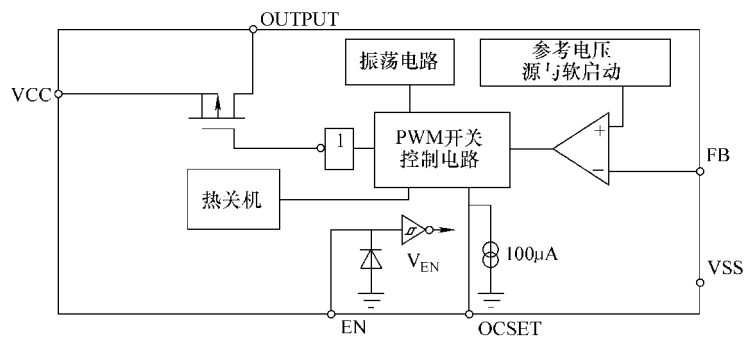 OUTPUT
振荡电路
参考电压
源与软启动
VCC
1
PWM开关
控制电路
+
−
FB
热关机
V_EN
100μA
VSS
EN
OCSET